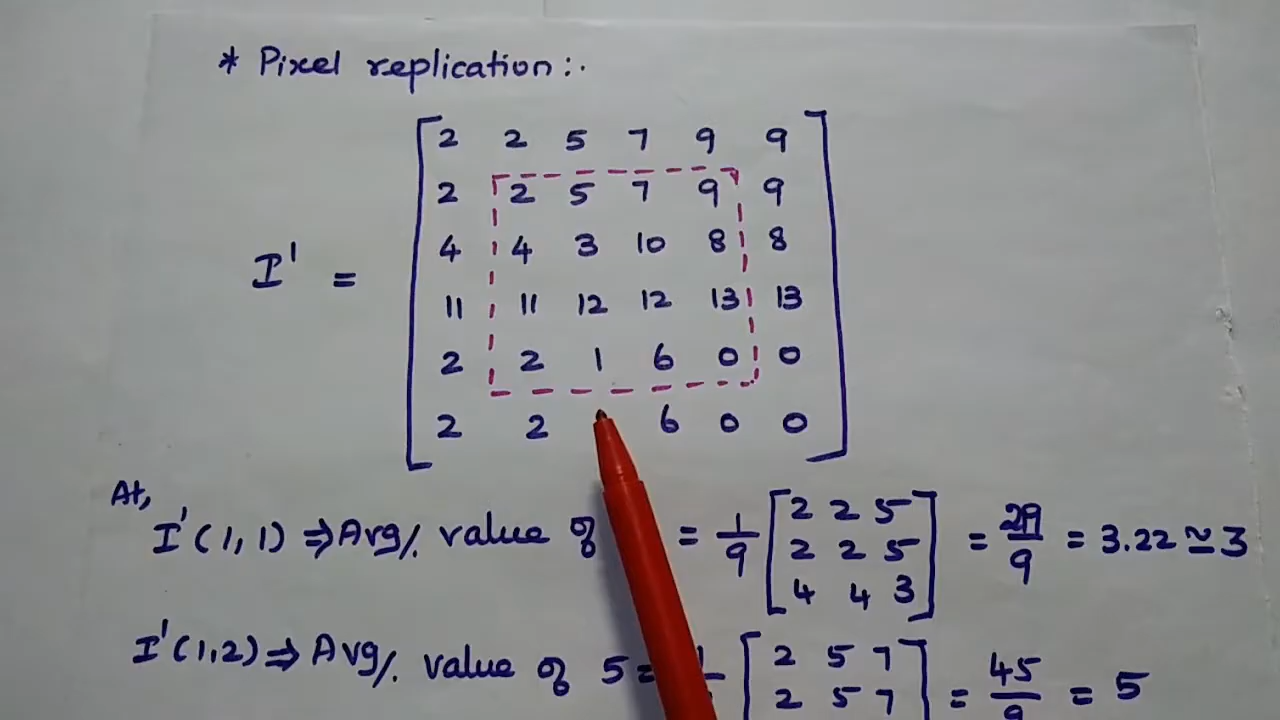 * Pixel replication :.
2 2 5 7 9 9
2 2 5 7 9 9
4 4 3 10 8 8
I' = 11 11 12 12 13 13
2 2 1 6 0 0
2 2 6 0 0
At,
I'(1,1) ⇒ Avg/. value of = 1/9 [2 2 5
2 2 5
4 4 3] = 29/9 = 3.22 ≃ 3
I'(1,2) ⇒ Avg/. value of 5 = [2 5 7
2 5 7 = 45/9 = 5